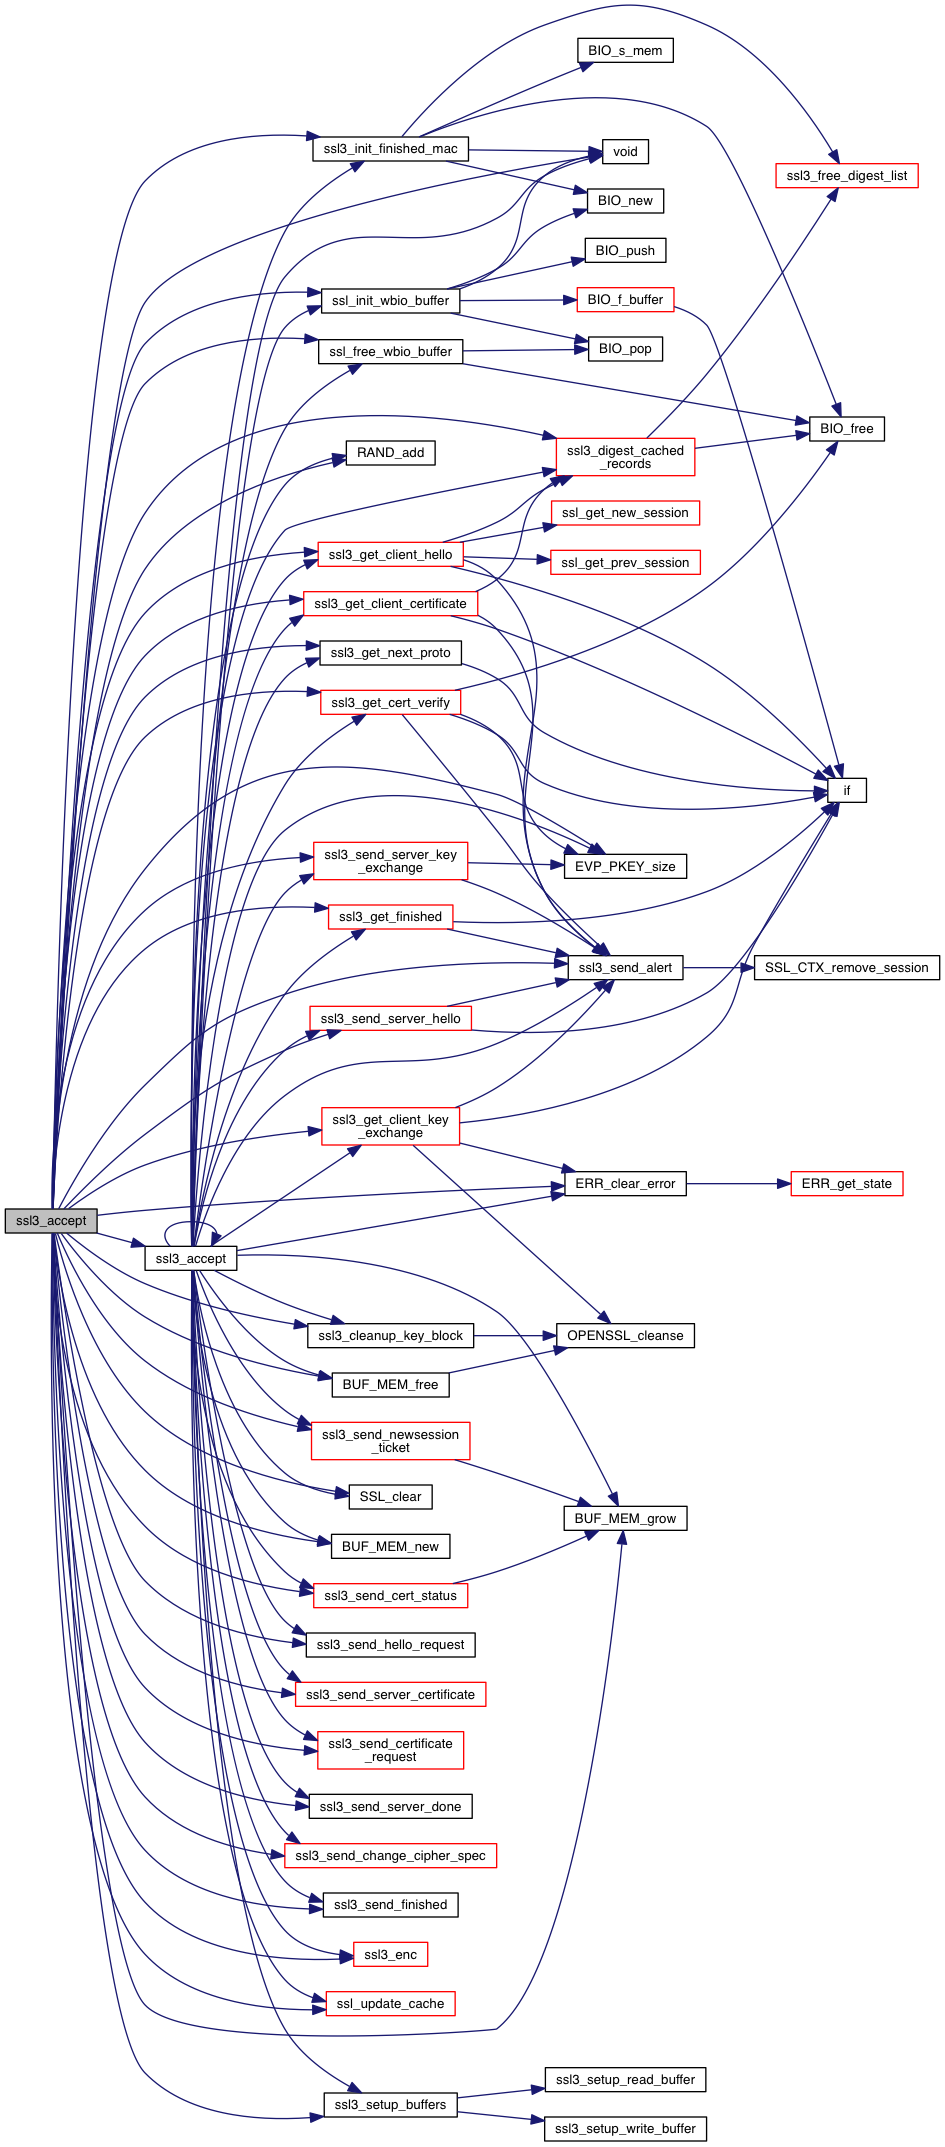 BIO_s_mem
ssl3_init_finished_mac
void
ssl3_free_digest_list
BIO_new
BIO_push
ssl_init_wbio_buffer
BIO_f_buffer
ssl_free_wbio_buffer
BIO_pop
BIO_free
RAND_add
ssl3_digest_cached
_records
ssl_get_new_session
ssl3_get_client_hello
ssl_get_prev_session
ssl3_get_client_certificate
ssl3_get_next_proto
ssl3_get_cert_verify
if
ssl3_send_server_key
_exchange
EVP_PKEY_size
ssl3_get_finished
ssl3_send_alert
SSL_CTX_remove_session
ssl3_send_server_hello
ssl3_get_client_key
_exchange
ERR_clear_error
ERR_get_state
ssl3_accept
ssl3_accept
ssl3_cleanup_key_block
OPENSSL_cleanse
BUF_MEM_free
ssl3_send_newsession
_ticket
SSL_clear
BUF_MEM_grow
BUF_MEM_new
ssl3_send_cert_status
ssl3_send_hello_request
ssl3_send_server_certificate
ssl3_send_certificate
_request
ssl3_send_server_done
ssl3_send_change_cipher_spec
ssl3_send_finished
ssl3_enc
ssl_update_cache
ssl3_setup_read_buffer
ssl3_setup_buffers
ssl3_setup_write_buffer